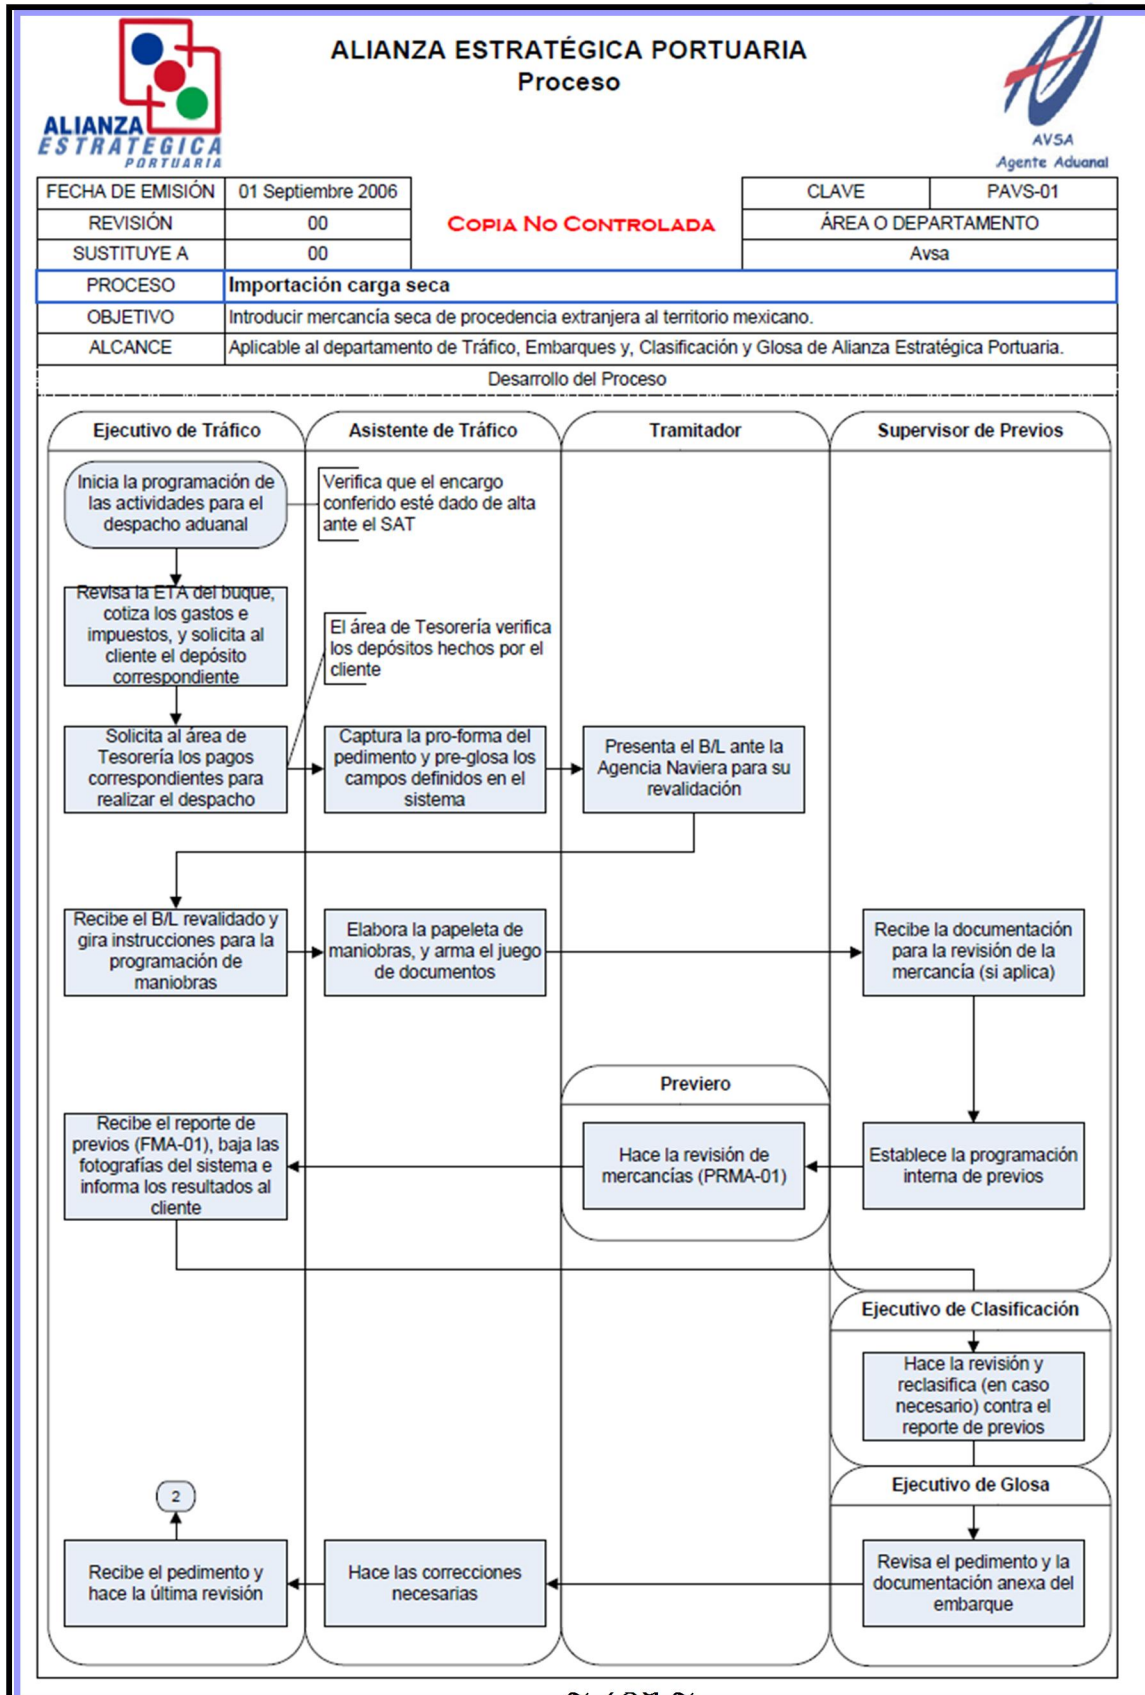 ALIANZA ESTRATÉGICA PORTUARIA
Proceso
ALIANZA
ESTRATEGICA
PORTUARIA
AVSA
Agente Aduanal
FECHA DE EMISIÓN 01 Septiembre 2006
REVISIÓN 00
SUSTITUYE A 00
COPIA NO CONTROLADA
CLAVE PAVS-01
ÁREA O DEPARTAMENTO
Avsa
PROCESO Importación carga seca
OBJETIVO Introducir mercancía seca de procedencia extranjera al territorio mexicano.
ALCANCE Aplicable al departamento de Tráfico, Embarques y, Clasificación y Glosa de Alianza Estratégica Portuaria.
Desarrollo del Proceso
Ejecutivo de Tráfico
Asistente de Tráfico
Tramitador
Supervisor de Previos
Inicia la programación de
las actividades para el
despacho aduanal
Verifica que el encargo
conferido esté dado de alta
ante el SAT
Revisa la ETA del buque,
cotiza los gastos e
impuestos, y solicita al
cliente el depósito
correspondiente
El área de Tesorería verifica
los depósitos hechos por el
cliente
Solicita al área de
Tesorería los pagos
correspondientes para
realizar el despacho
Captura la pro-forma del
pedimento y pre-glosa los
campos definidos en el
sistema
Presenta el B/L ante la
Agencia Naviera para su
revalidación
Recibe el B/L revalidado y
gira instrucciones para la
programación de
maniobras
Elabora la papeleta de
maniobras, y arma el juego
de documentos
Recibe la documentación
para la revisión de la
mercancía (si aplica)
Previero
Recibe el reporte de
previos (FMA-01), baja las
fotografías del sistema e
informa los resultados al
cliente
Hace la revisión de
mercancías (PRMA-01)
Establece la programación
interna de previos
Ejecutivo de Clasificación
Hace la revisión y
reclasifica (en caso
necesario) contra el
reporte de previos
Ejecutivo de Glosa
2
Recibe el pedimento y
hace la última revisión
Hace las correcciones
necesarias
Revisa el pedimento y la
documentación anexa del
embarque